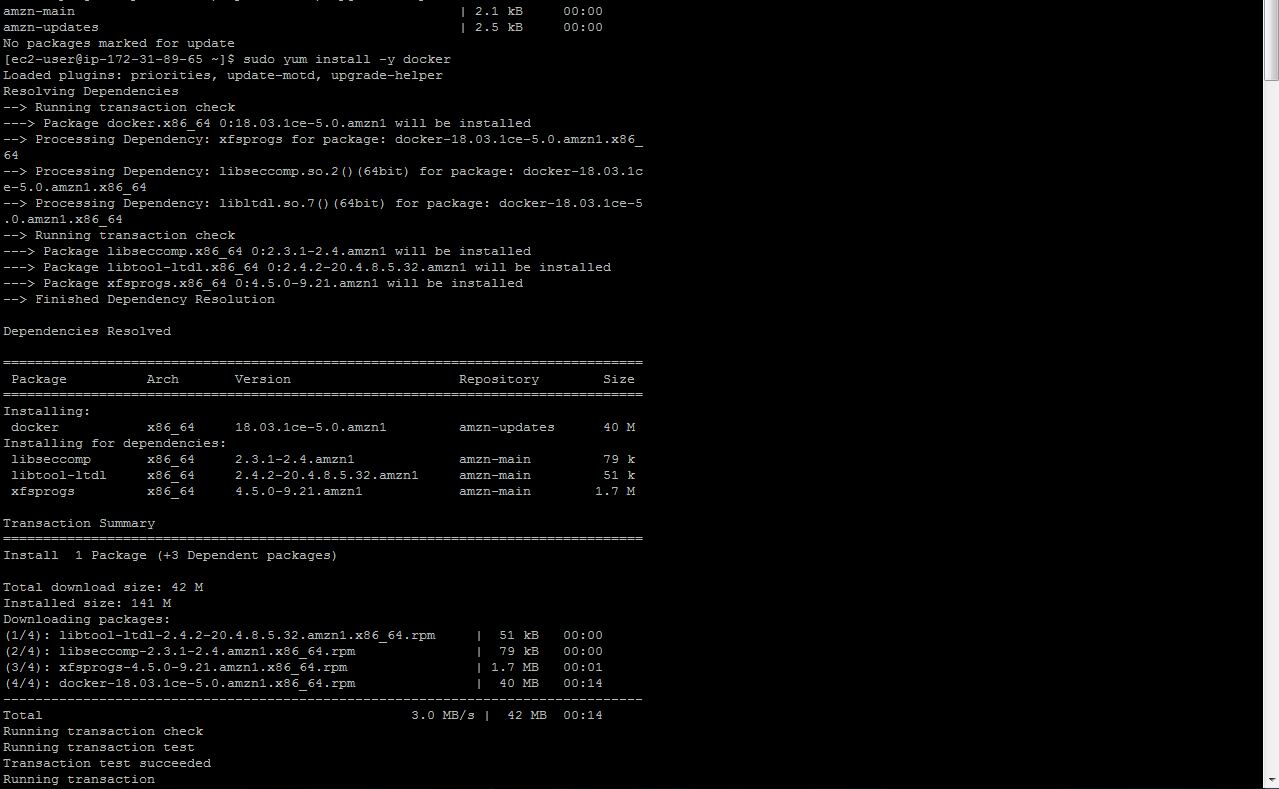 amzn-main | 2.1 kB 00:00
amzn-updates | 2.5 kB 00:00
No packages marked for update
[ec2-user@ip-172-31-89-65 ~]$ sudo yum install -y docker
Loaded plugins: priorities, update-motd, upgrade-helper
Resolving Dependencies
--> Running transaction check
---> Package docker.x86_64 0:18.03.1ce-5.0.amzn1 will be installed
--> Processing Dependency: xfsprogs for package: docker-18.03.1ce-5.0.amzn1.x86_
64
--> Processing Dependency: libseccomp.so.2()(64bit) for package: docker-18.03.1c
e-5.0.amzn1.x86_64
--> Processing Dependency: libltdl.so.7()(64bit) for package: docker-18.03.1ce-5
.0.amzn1.x86_64
--> Running transaction check
---> Package libseccomp.x86_64 0:2.3.1-2.4.amzn1 will be installed
---> Package libtool-ltdl.x86_64 0:2.4.2-20.4.8.5.32.amzn1 will be installed
---> Package xfsprogs.x86_64 0:4.5.0-9.21.amzn1 will be installed
--> Finished Dependency Resolution
Dependencies Resolved
================================================================================
Package Arch Version Repository Size
================================================================================
Installing:
docker x86_64 18.03.1ce-5.0.amzn1 amzn-updates 40 M
Installing for dependencies:
libseccomp x86_64 2.3.1-2.4.amzn1 amzn-main 79 k
libtool-ltdl x86_64 2.4.2-20.4.8.5.32.amzn1 amzn-main 51 k
xfsprogs x86_64 4.5.0-9.21.amzn1 amzn-main 1.7 M
Transaction Summary
================================================================================
Install 1 Package (+3 Dependent packages)
Total download size: 42 M
Installed size: 141 M
Downloading packages:
(1/4): libtool-ltdl-2.4.2-20.4.8.5.32.amzn1.x86_64.rpm | 51 kB 00:00
(2/4): libseccomp-2.3.1-2.4.amzn1.x86_64.rpm | 79 kB 00:00
(3/4): xfsprogs-4.5.0-9.21.amzn1.x86_64.rpm | 1.7 MB 00:01
(4/4): docker-18.03.1ce-5.0.amzn1.x86_64.rpm | 40 MB 00:14
--------------------------------------------------------------------------------
Total 3.0 MB/s | 42 MB 00:14
Running transaction check
Running transaction test
Transaction test succeeded
Running transaction